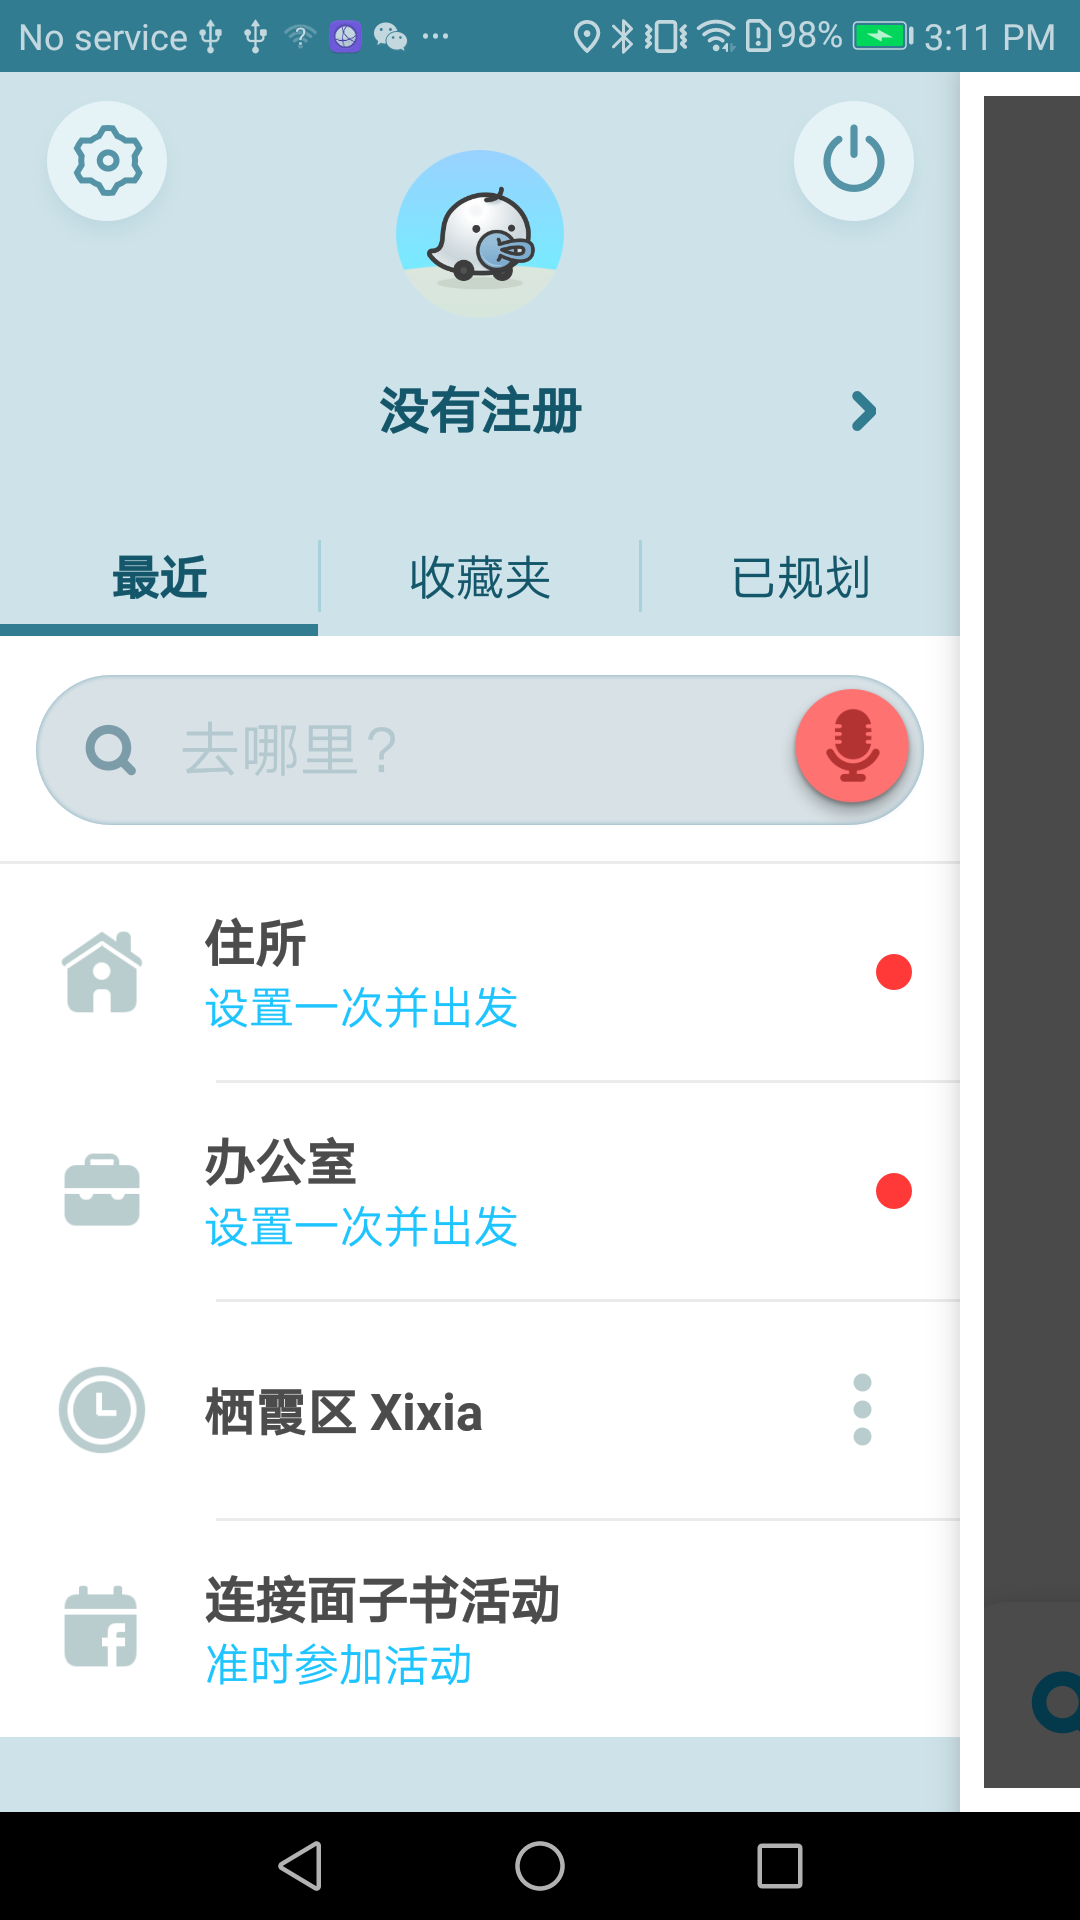 No service 98% 3:11 PM
没有注册
最近 收藏夹 已规划
去哪里?
住所
设置一次并出发
办公室
设置一次并出发
栖霞区 Xixia
连接面子书活动
准时参加活动